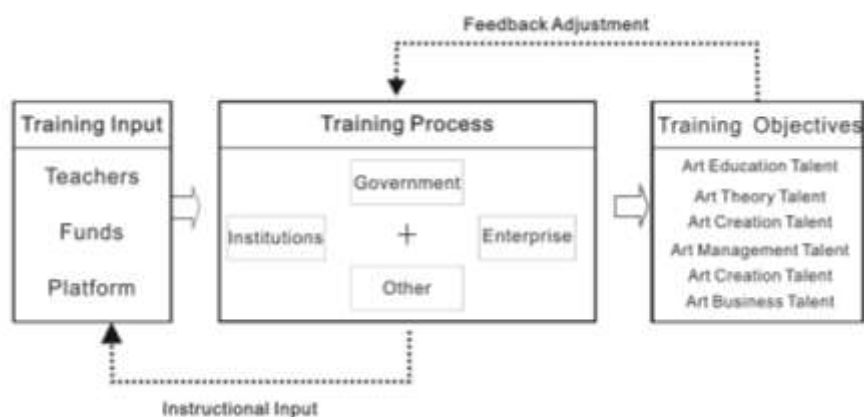 Feedback Adjustment
Training Input
Teachers
Funds
Platform
Training Process
Government
Institutions
+
Enterprise
Other
Training Objectives
Art Education Talent
Art Theory Talent
Art Creation Talent
Art Management Talent
Art Creation Talent
Art Business Talent
Instructional Input